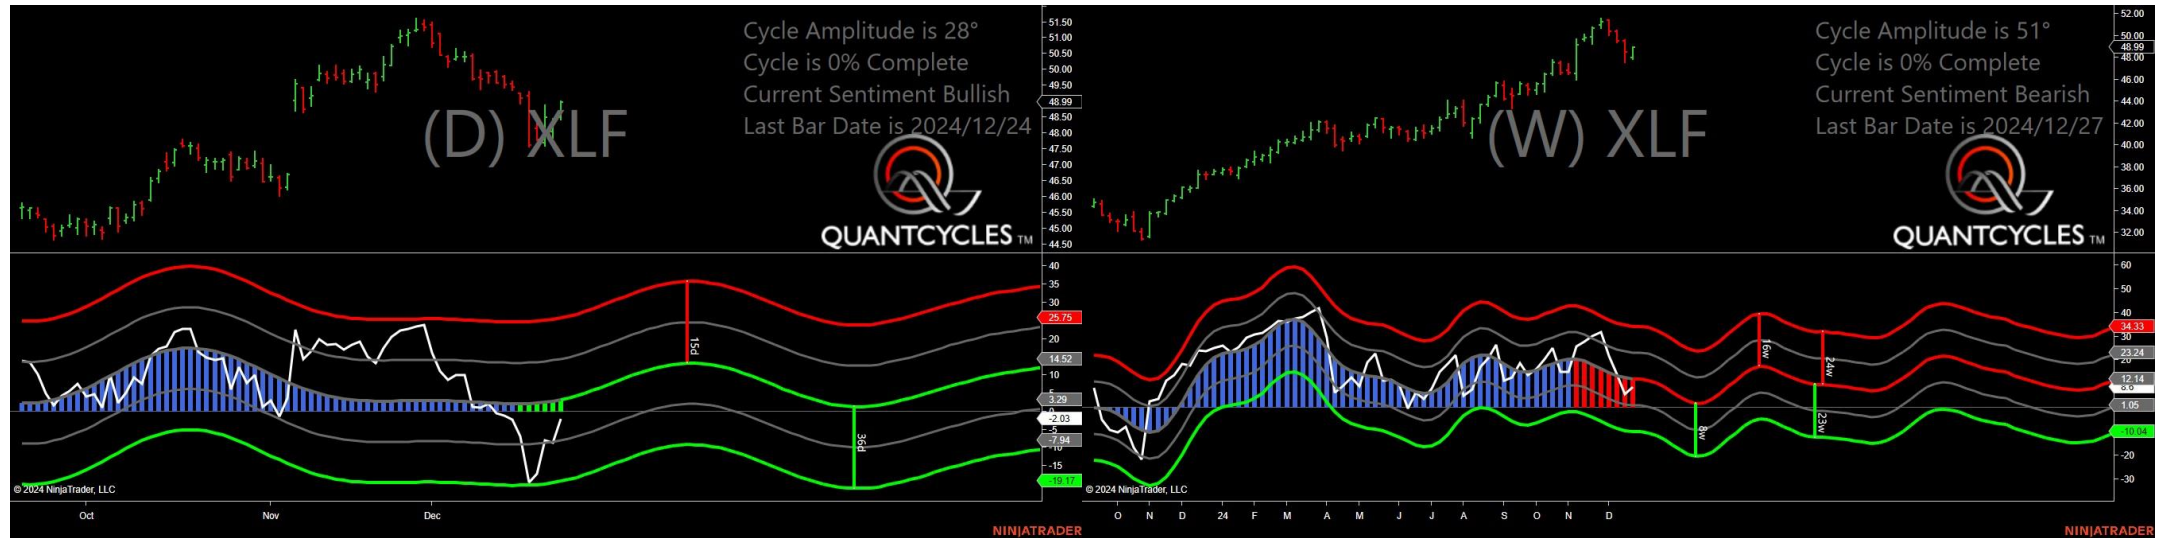 Cycle Amplitude is 28°
Cycle is 0% Complete
Current Sentiment Bullish
Last Bar Date is 2024/12/24
(D) XLF
QUANTCYCLES TM
51.50
51.00
50.50
50.00
49.50
48.99
48.50
48.00
47.50
47.00
46.50
46.00
45.50
45.00
44.50
40
35
30
25.75
20
14.52
10
3.29
-2.03
-5
-7.94
-10
-15
-19.17
15d
36d
© 2024 NinjaTrader, LLC
Oct
Nov
Dec
NINJATRADER
Cycle Amplitude is 51°
Cycle is 0% Complete
Current Sentiment Bearish
Last Bar Date is 2024/12/27
(W) XLF
QUANTCYCLES TM
52.00
50.00
48.99
48.00
46.00
44.00
42.00
40.00
38.00
36.00
34.00
32.00
60
50
40
34.33
30
23.24
20
12.14
1.05
-10.04
-20
-30
16w
24w
8w
23w
© 2024 NinjaTrader, LLC
O N D 24 F M A M J J A S O N D
NINJATRADER